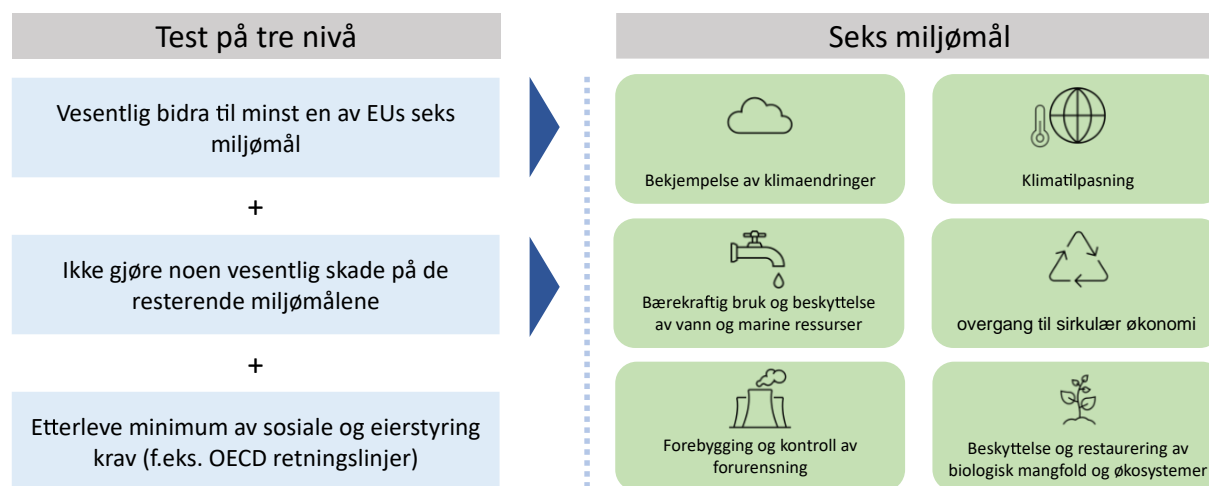 Test på tre nivå
Vesentlig bidra til minst en av EUs seks
miljømål
+
Ikke gjøre noen vesentlig skade på de
resterende miljømålene
+
Etterleve minimum av sosiale og eierstyring
krav (f.eks. OECD retningslinjer)
Seks miljømål
Bekjempelse av klimaendringer
Klimatilpasning
Bærekraftig bruk og beskyttelse
av vann og marine ressurser
overgang til sirkulær økonomi
Forebygging og kontroll av
forurensning
Beskyttelse og restaurering av
biologisk mangfold og økosystemer